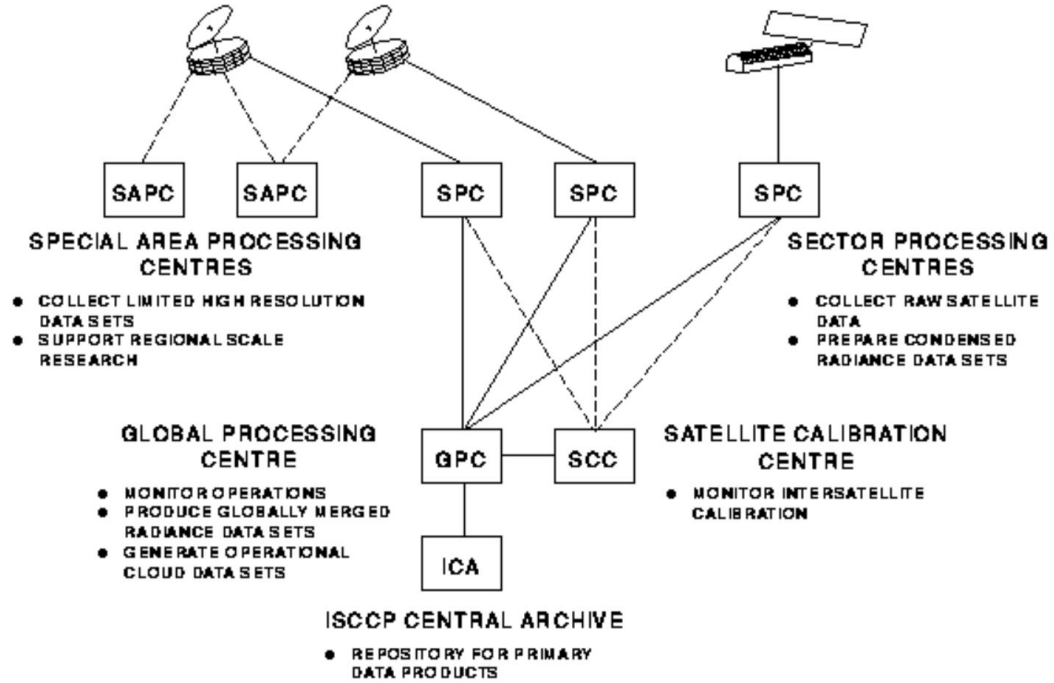 SAPC
SAPC
SPC
SPC
SPC
SPECIAL AREA PROCESSING
CENTRES
● COLLECT LIMITED HIGH RESOLUTION
DATA SETS
● SUPPORT REGIONAL SCALE
RESEARCH
SECTOR PROCESSING
CENTRES
● COLLECT RAW SATELLITE
DATA
● PREPARE CONDENSED
RADIANCE DATA SETS
GLOBAL PROCESSING
CENTRE
● MONITOR OPERATIONS
● PRODUCE GLOBALLY MERGED
RADIANCE DATA SETS
● GENERATE OPERATIONAL
CLOUD DATA SETS
GPC
SCC
SATELLITE CALIBRATION
CENTRE
● MONITOR INTERSATELLITE
CALIBRATION
ICA
ISCCP CENTRAL ARCHIVE
● REPOSITORY FOR PRIMARY
DATA PRODUCTS